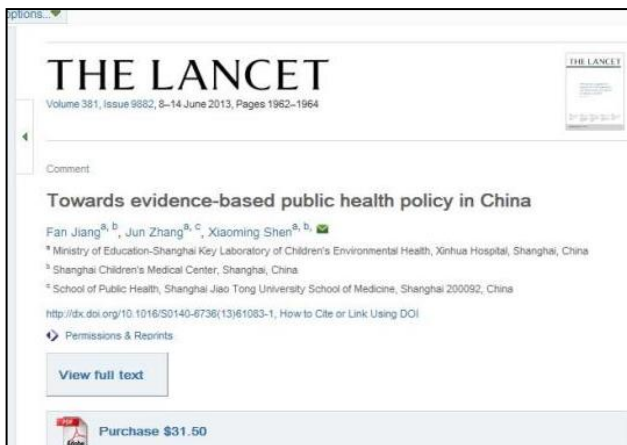 options...
THE LANCET
THE LANCET
Volume 381, Issue 9882, 8–14 June 2013, Pages 1962–1964
Comment
Towards evidence-based public health policy in China
Fan Jiang a, b, Jun Zhang a, c, Xiaoming Shen a, b,
a Ministry of Education-Shanghai Key Laboratory of Children's Environmental Health, Xinhua Hospital, Shanghai, China
b Shanghai Children's Medical Center, Shanghai, China
c School of Public Health, Shanghai Jiao Tong University School of Medicine, Shanghai 200092, China
http://dx.doi.org/10.1016/S0140-6736(13)61083-1, How to Cite or Link Using DOI
Permissions & Reprints
View full text
PDF
Adobe
Purchase $31.50